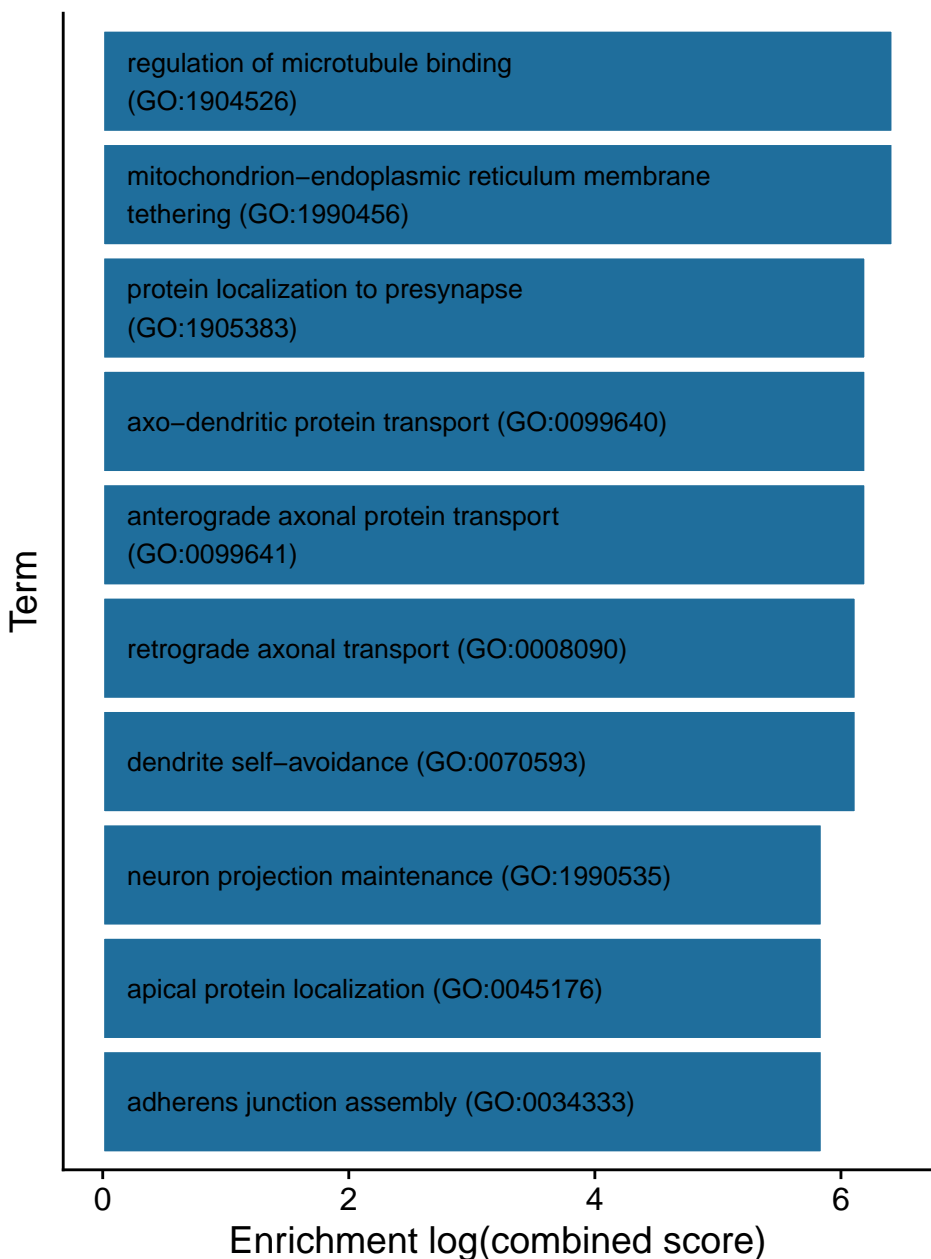 regulation of microtubule binding
(GO:1904526)
mitochondrion−endoplasmic reticulum membrane
tethering (GO:1990456)
protein localization to presynapse
(GO:1905383)
axo−dendritic protein transport (GO:0099640)
anterograde axonal protein transport
(GO:0099641)
retrograde axonal transport (GO:0008090)
dendrite self−avoidance (GO:0070593)
neuron projection maintenance (GO:1990535)
apical protein localization (GO:0045176)
adherens junction assembly (GO:0034333)
Term
0 2 4 6
Enrichment log(combined score)